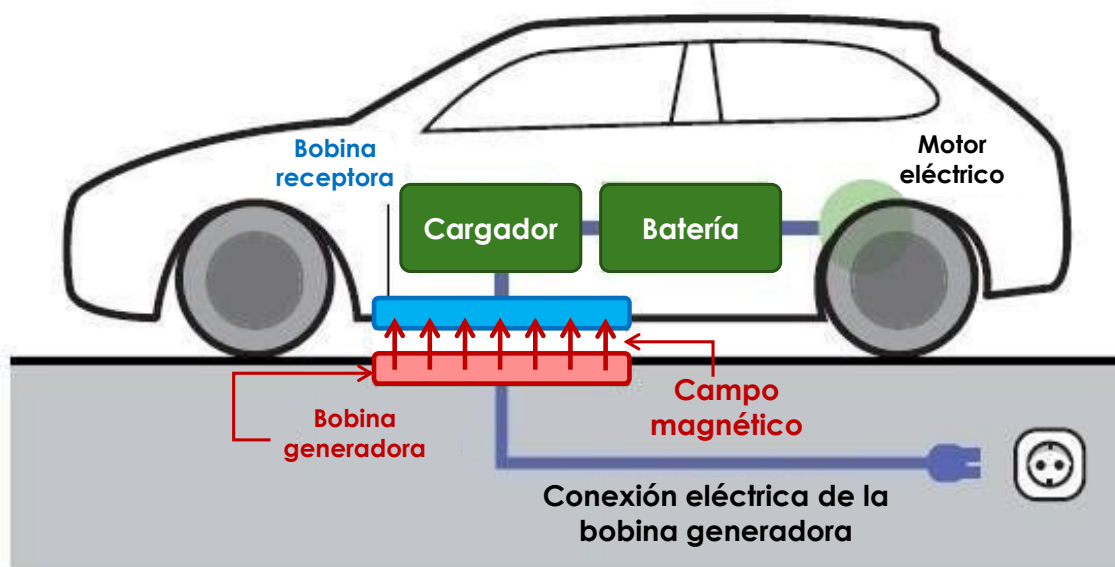 Bobina
receptora
Motor
eléctrico
Cargador
Batería
Campo
magnético
Bobina
generadora
Conexión eléctrica de la
bobina generadora